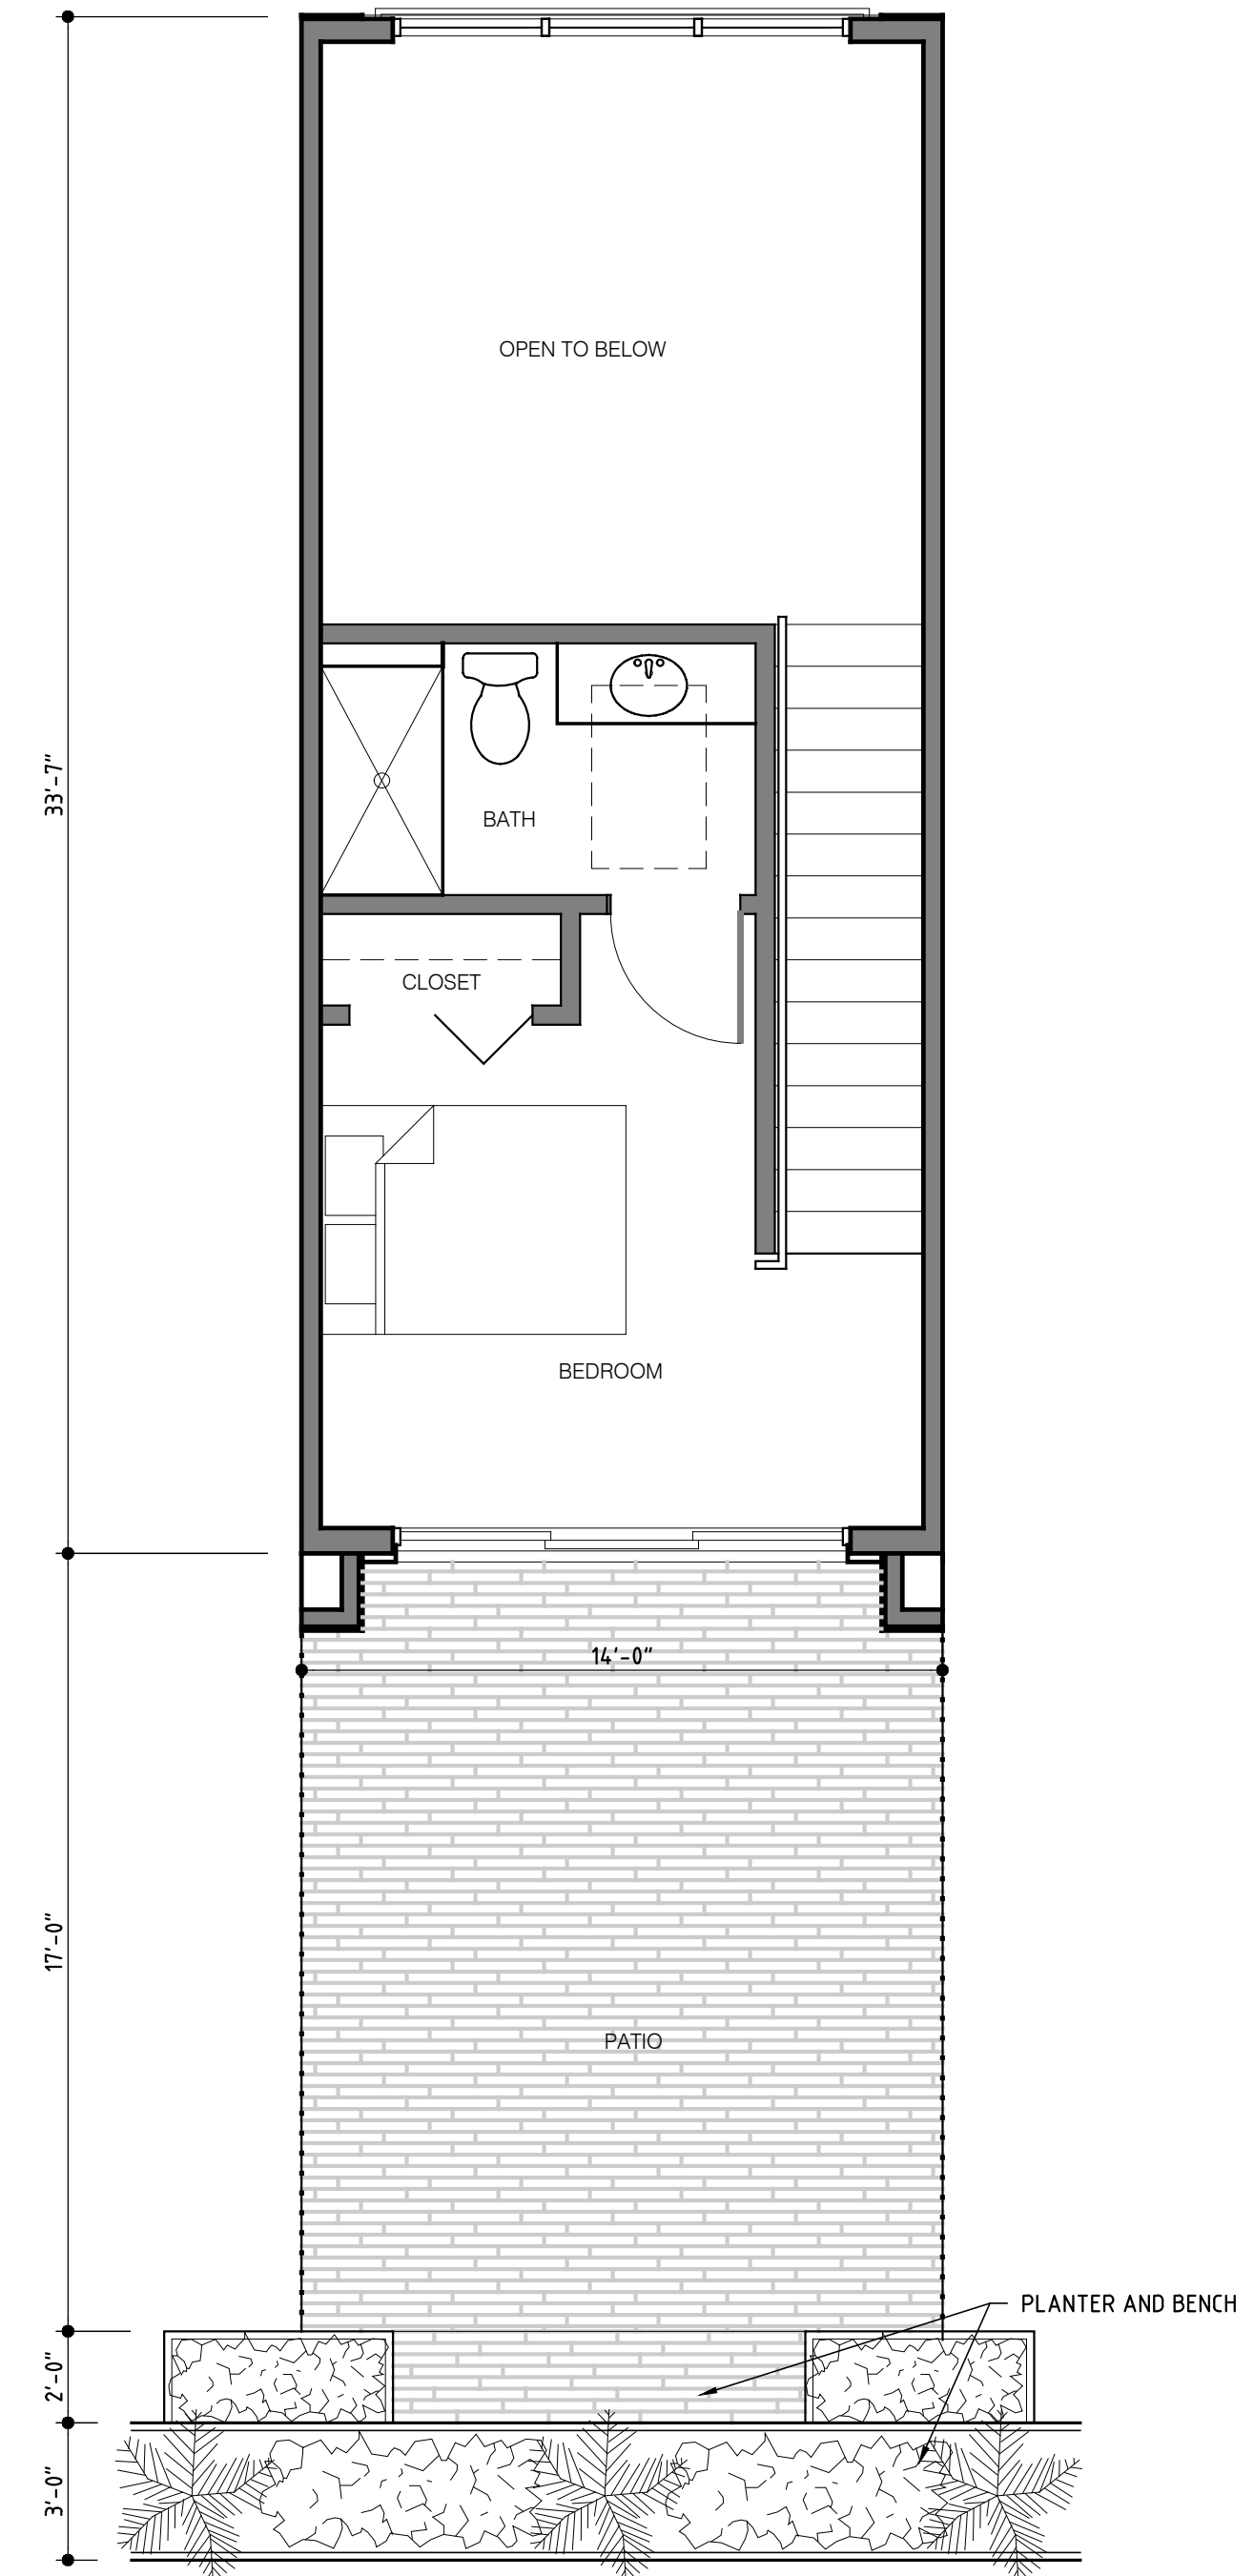 OPEN TO BELOW
33'-7"
BATH
CLOSET
BEDROOM
14'-0"
17'-0"
PATIO
PLANTER AND BENCH
2'-0"
3'-0"